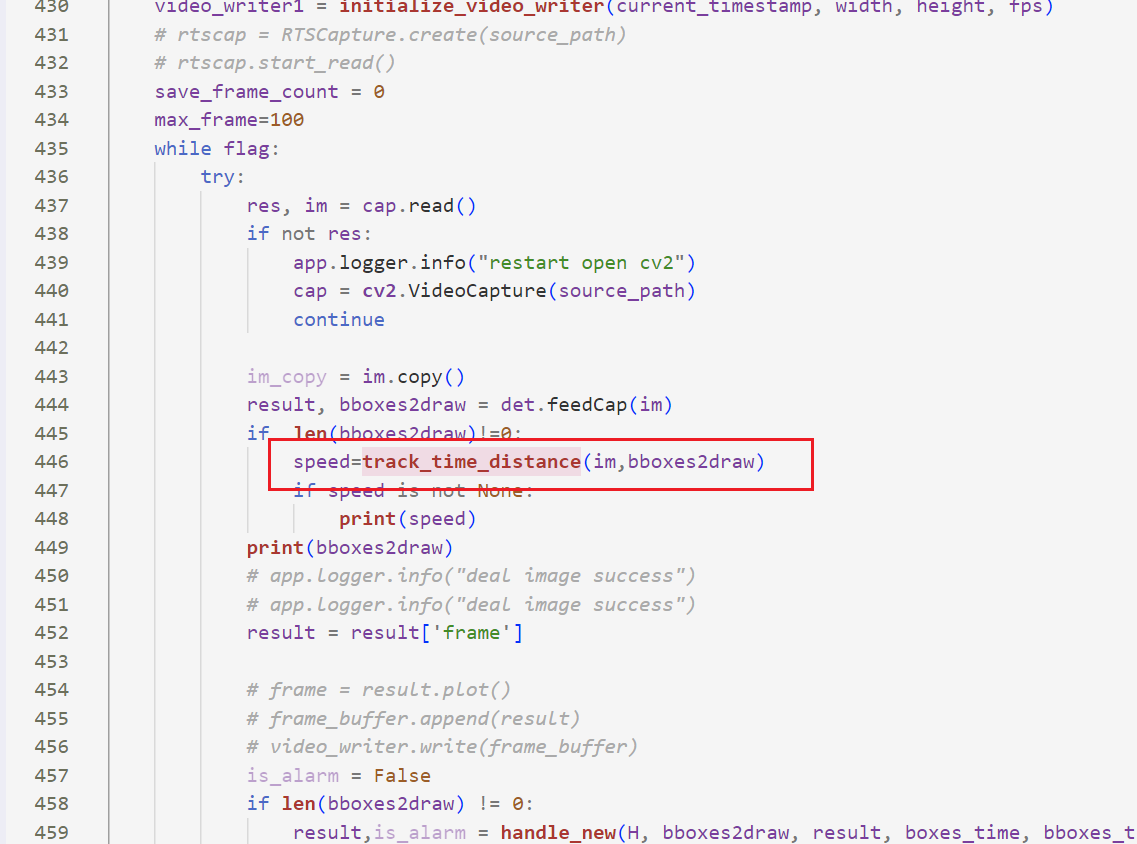 430 video_writer1 = initialize_video_writer(current_timestamp, width, height, fps)
431 # rtscap = RTSCapture.create(source_path)
432 # rtscap.start_read()
433 save_frame_count = 0
434 max_frame=100
435 while flag:
436 try:
437 res, im = cap.read()
438 if not res:
439 app.logger.info("restart open cv2")
440 cap = cv2.VideoCapture(source_path)
441 continue
442
443 im_copy = im.copy()
444 result, bboxes2draw = det.feedCap(im)
445 if len(bboxes2draw)!=0:
446 speed=track_time_distance(im,bboxes2draw)
447 if speed is not None:
448 print(speed)
449 print(bboxes2draw)
450 # app.logger.info("deal image success")
451 # app.logger.info("deal image success")
452 result = result['frame']
453
454 # frame = result.plot()
455 # frame_buffer.append(result)
456 # video_writer.write(frame_buffer)
457 is_alarm = False
458 if len(bboxes2draw) != 0:
459 result,is_alarm = handle_new(H, bboxes2draw, result, boxes_time, bboxes_t